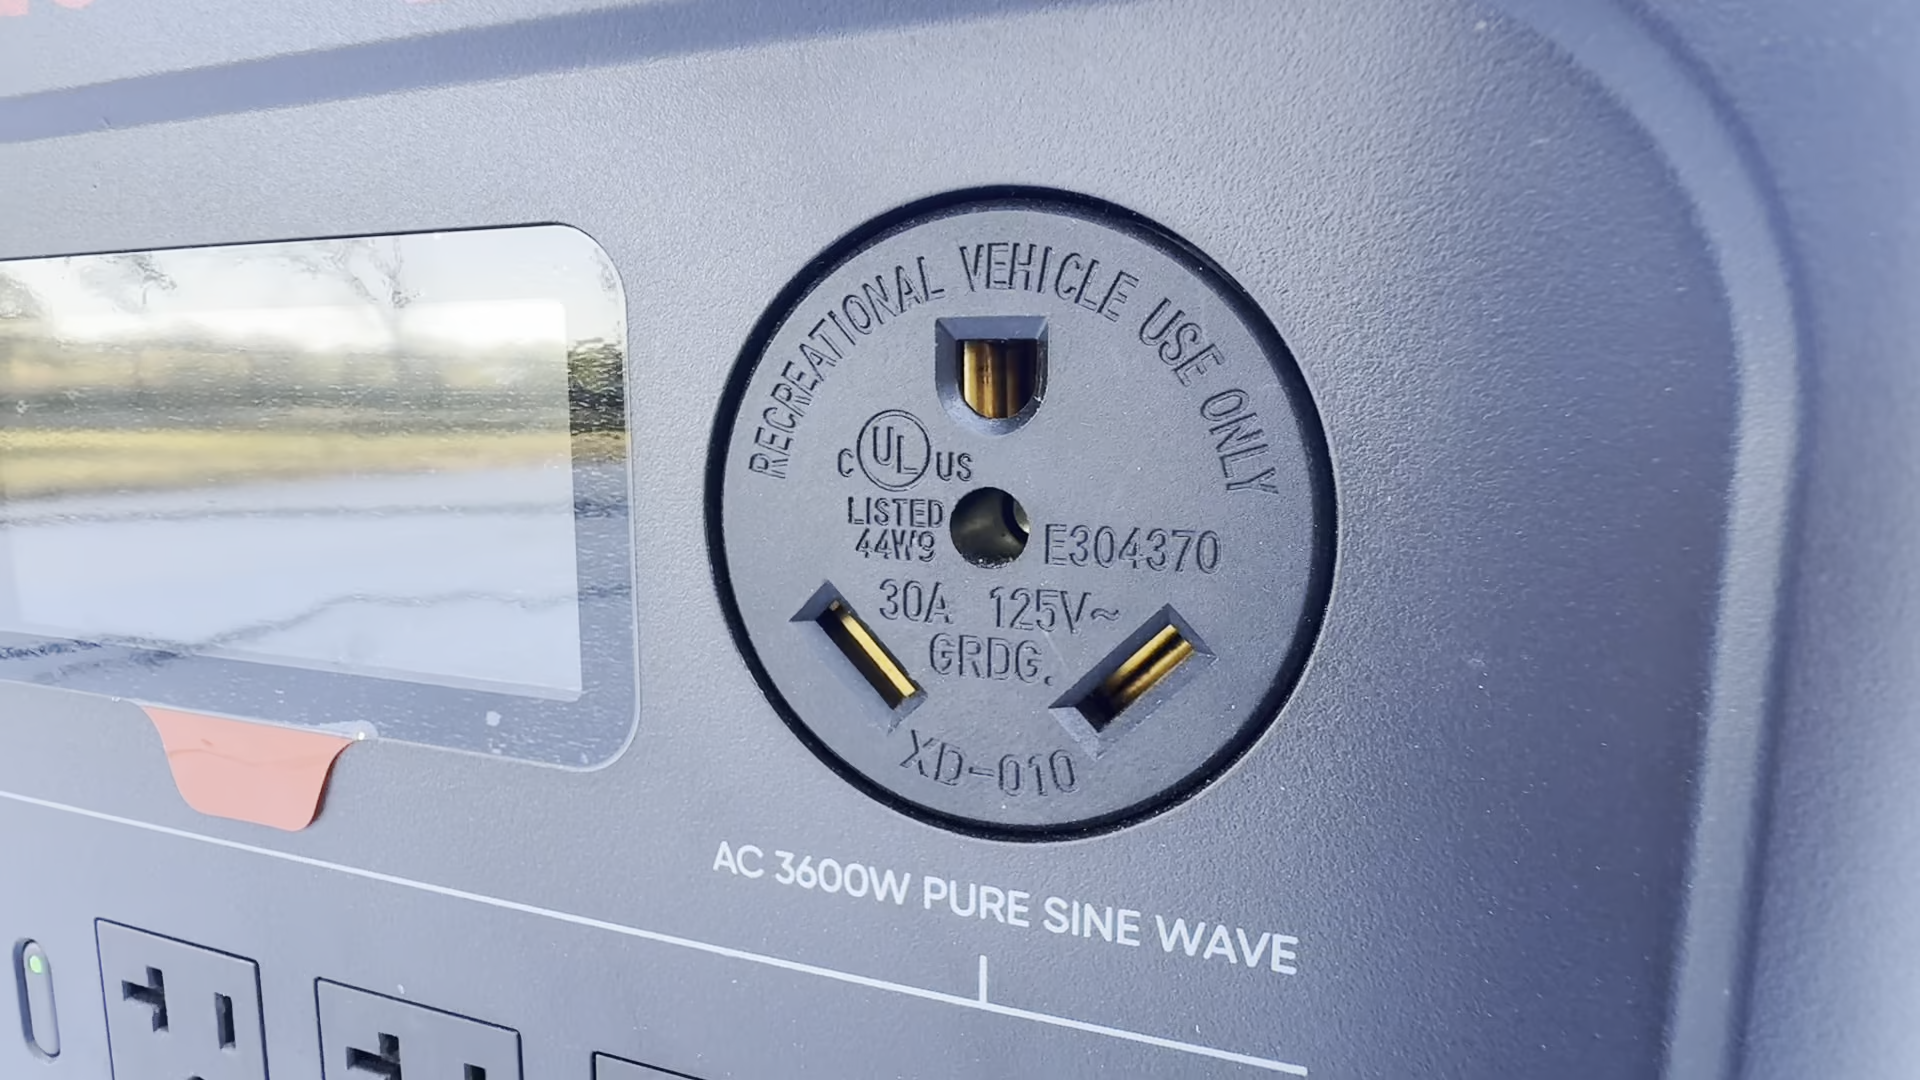 RECREATIONAL VEHICLE USE ONLY
C UL US
LISTED
44W9
E304370
30A 125V~
GRDG.
XD-010
AC 3600W PURE SINE WAVE